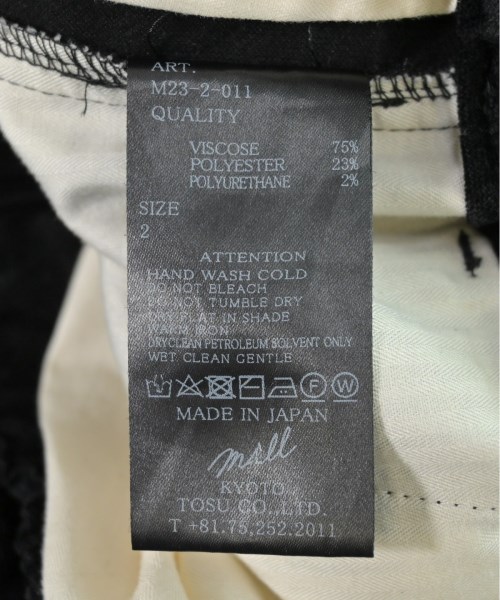 ART.
M23-2-011
QUALITY
VISCOSE 75%
POLYESTER 23%
POLYURETHANE 2%
SIZE
2
ATTENTION
HAND WASH COLD
DO NOT BLEACH
DO NOT TUMBLE DRY
DRY FLAT IN SHADE
WARM IRON
DRYCLEAN PETROLEUM SOLVENT ONLY
WET CLEAN GENTLE
F W
MADE IN JAPAN
mall
KYOTO
TOSU CO., LTD.
T +81.75,252.2011